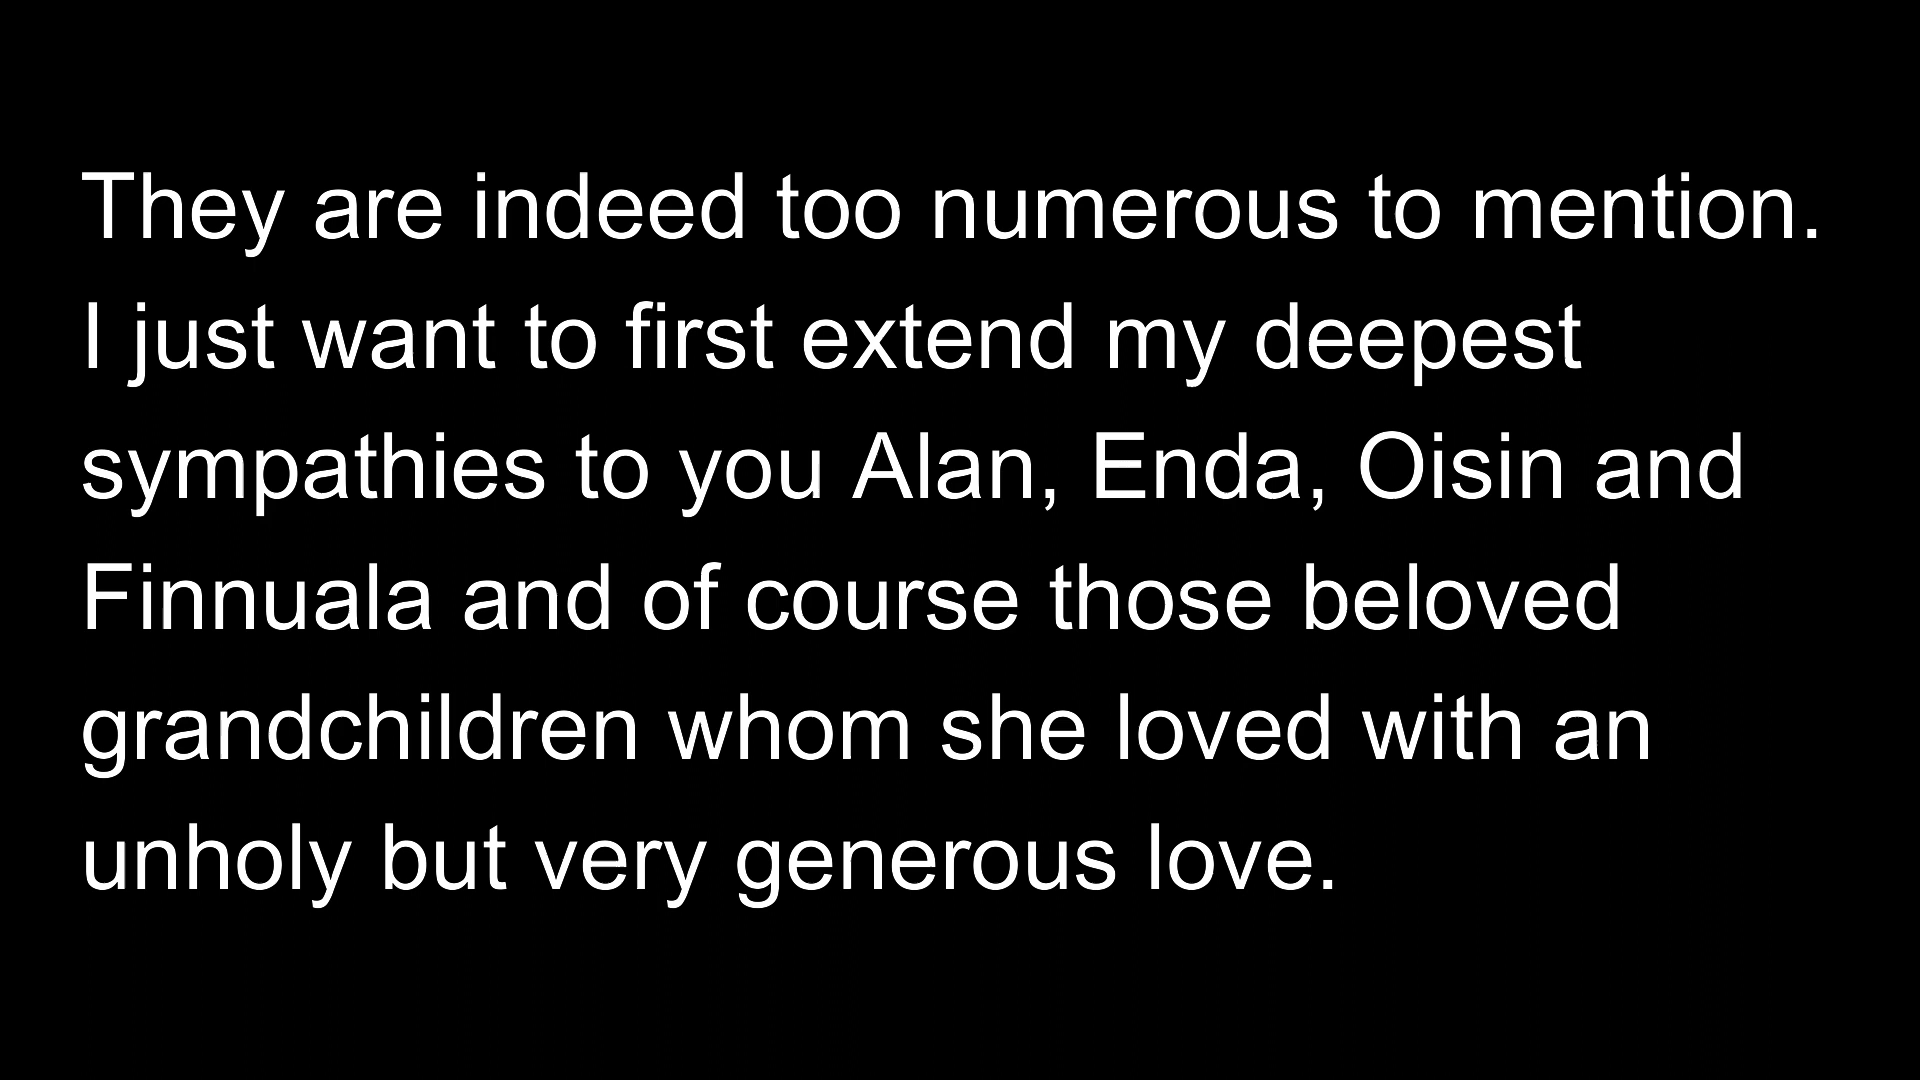 They are indeed too numerous to mention.
I just want to first extend my deepest
sympathies to you Alan, Enda, Oisin and
Finnuala and of course those beloved
grandchildren whom she loved with an
unholy but very generous love.